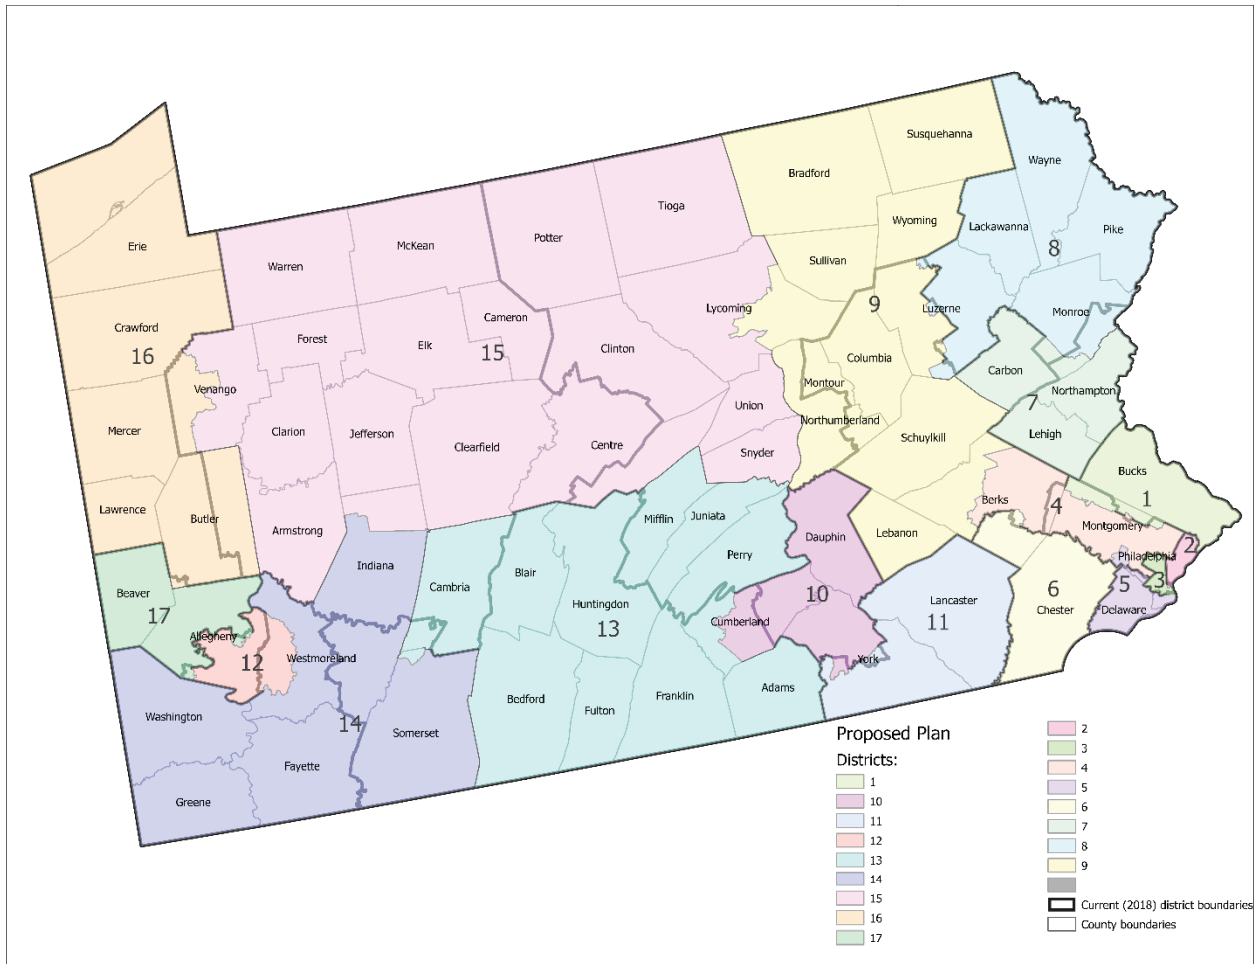 Susquehanna
Wayne
Bradford
Wyoming
Tioga
Lackawanna
Pike
Potter
McKean
Erie
8
Sullivan
Warren
Lycoming
9
Luzerne
Monroe
Cameron
Crawford
Forest
Elk
15
Clinton
16
Columbia
Carbon
Montour
Venango
Northampton
7
Union
Northumberland
Mercer
Clarion
Jefferson
Lehigh
Schuylkill
Clearfield
Centre
Snyder
Bucks
1
Lawrence
Butler
Mifflin
Juniata
Berks
4
Montgomery
Armstrong
Dauphin
Lebanon
2
Perry
Philadelphia
Indiana
Blair
3
5
Beaver
Cambria
6
10
Huntingdon
Lancaster
Chester
Delaware
17
Cumberland
11
13
Allegheny
12
Westmoreland
York
Adams
Bedford
Franklin
Fulton
Washington
14
Somerset
Fayette
Greene
Proposed Plan
Districts:
1
10
11
12
13
14
15
16
17
2
3
4
5
6
7
8
9
Current (2018) district boundaries
County boundaries